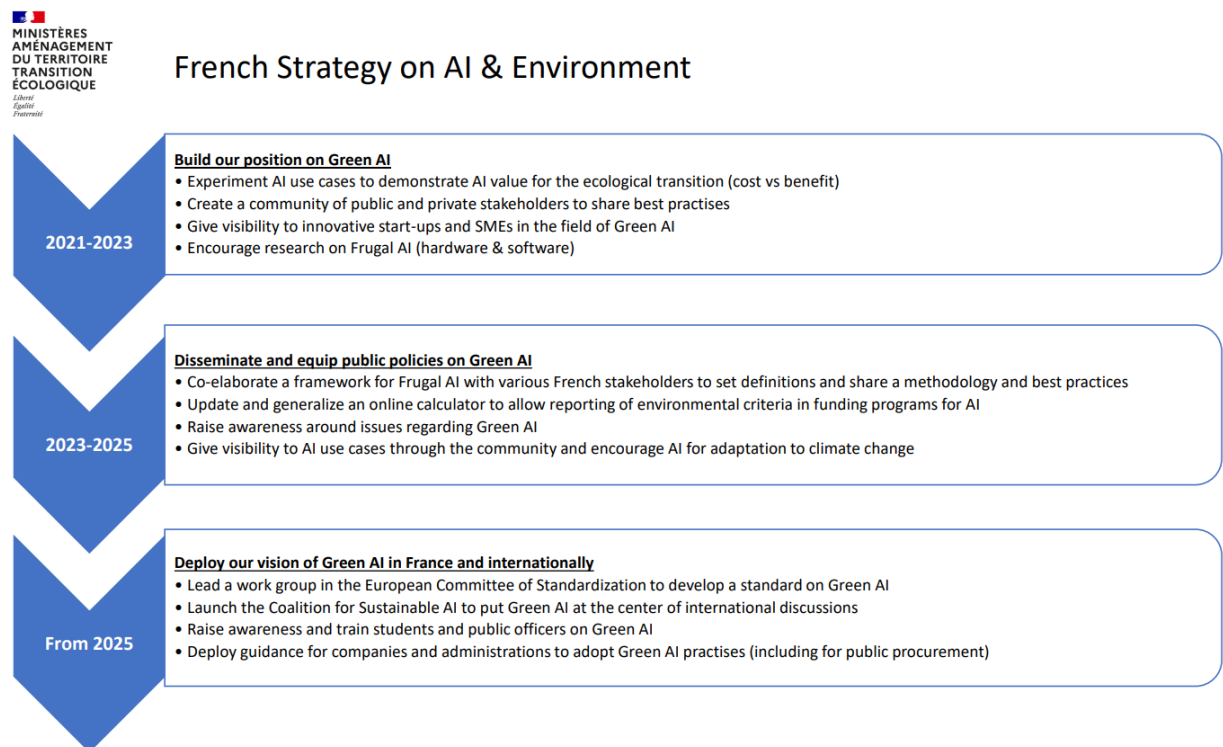 MINISTÈRES
AMÉNAGEMENT
DU TERRITOIRE
TRANSITION
ÉCOLOGIQUE
Liberté
Égalité
Fraternité
French Strategy on AI & Environment
2021-2023
Build our position on Green AI
• Experiment AI use cases to demonstrate AI value for the ecological transition (cost vs benefit)
• Create a community of public and private stakeholders to share best practises
• Give visibility to innovative start-ups and SMEs in the field of Green AI
• Encourage research on Frugal AI (hardware & software)
2023-2025
Disseminate and equip public policies on Green AI
• Co-elaborate a framework for Frugal AI with various French stakeholders to set definitions and share a methodology and best practices
• Update and generalize an online calculator to allow reporting of environmental criteria in funding programs for AI
• Raise awareness around issues regarding Green AI
• Give visibility to AI use cases through the community and encourage AI for adaptation to climate change
From 2025
Deploy our vision of Green AI in France and internationally
• Lead a work group in the European Committee of Standardization to develop a standard on Green AI
• Launch the Coalition for Sustainable AI to put Green AI at the center of international discussions
• Raise awareness and train students and public officers on Green AI
• Deploy guidance for companies and administrations to adopt Green AI practises (including for public procurement)